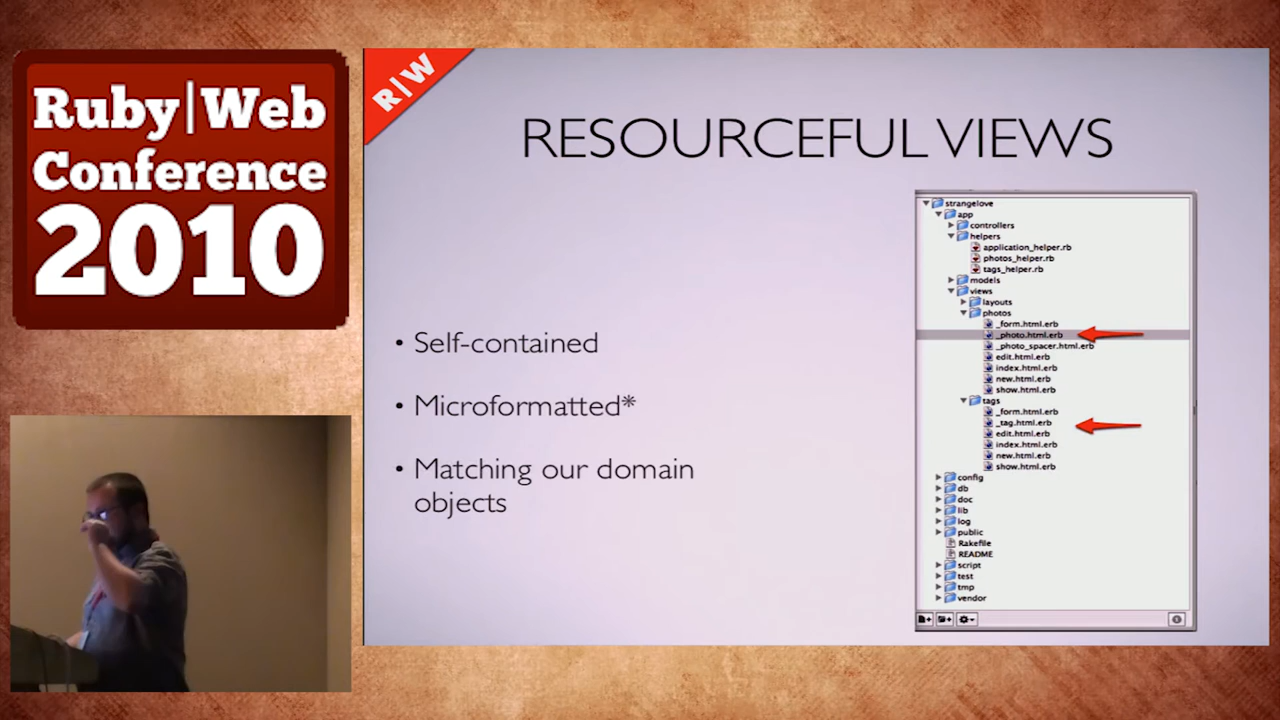 Ruby|Web
Conference
2010
R|W
RESOURCEFUL VIEWS
• Self-contained
• Microformatted*
• Matching our domain
objects
strangelove
app
controllers
helpers
application_helper.rb
photos_helper.rb
tags_helper.rb
models
views
layouts
photos
_form.html.erb
_photo.html.erb
_photo_spacer.html.erb
edit.html.erb
index.html.erb
new.html.erb
show.html.erb
tags
_form.html.erb
_tag.html.erb
edit.html.erb
index.html.erb
new.html.erb
show.html.erb
config
db
doc
lib
log
public
Rakefile
README
script
test
tmp
vendor